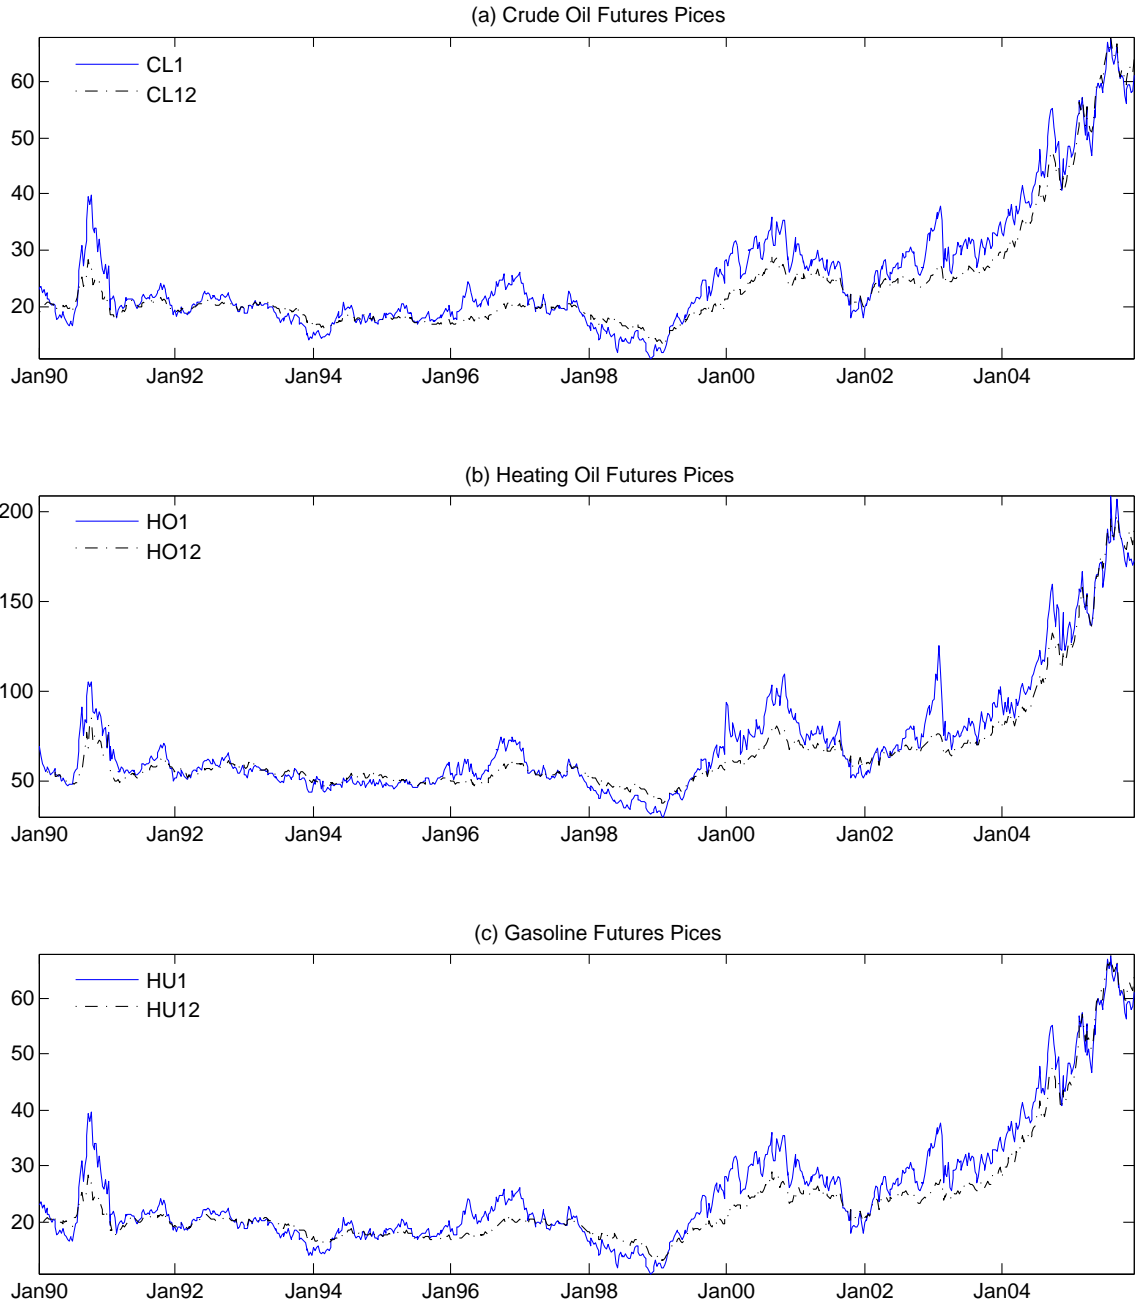 (a) Crude Oil Futures Pices
CL1
CL12
60
50
40
30
20
Jan90 Jan92 Jan94 Jan96 Jan98 Jan00 Jan02 Jan04
(b) Heating Oil Futures Pices
HO1
HO12
200
150
100
50
Jan90 Jan92 Jan94 Jan96 Jan98 Jan00 Jan02 Jan04
(c) Gasoline Futures Pices
HU1
HU12
60
50
40
30
20
Jan90 Jan92 Jan94 Jan96 Jan98 Jan00 Jan02 Jan04